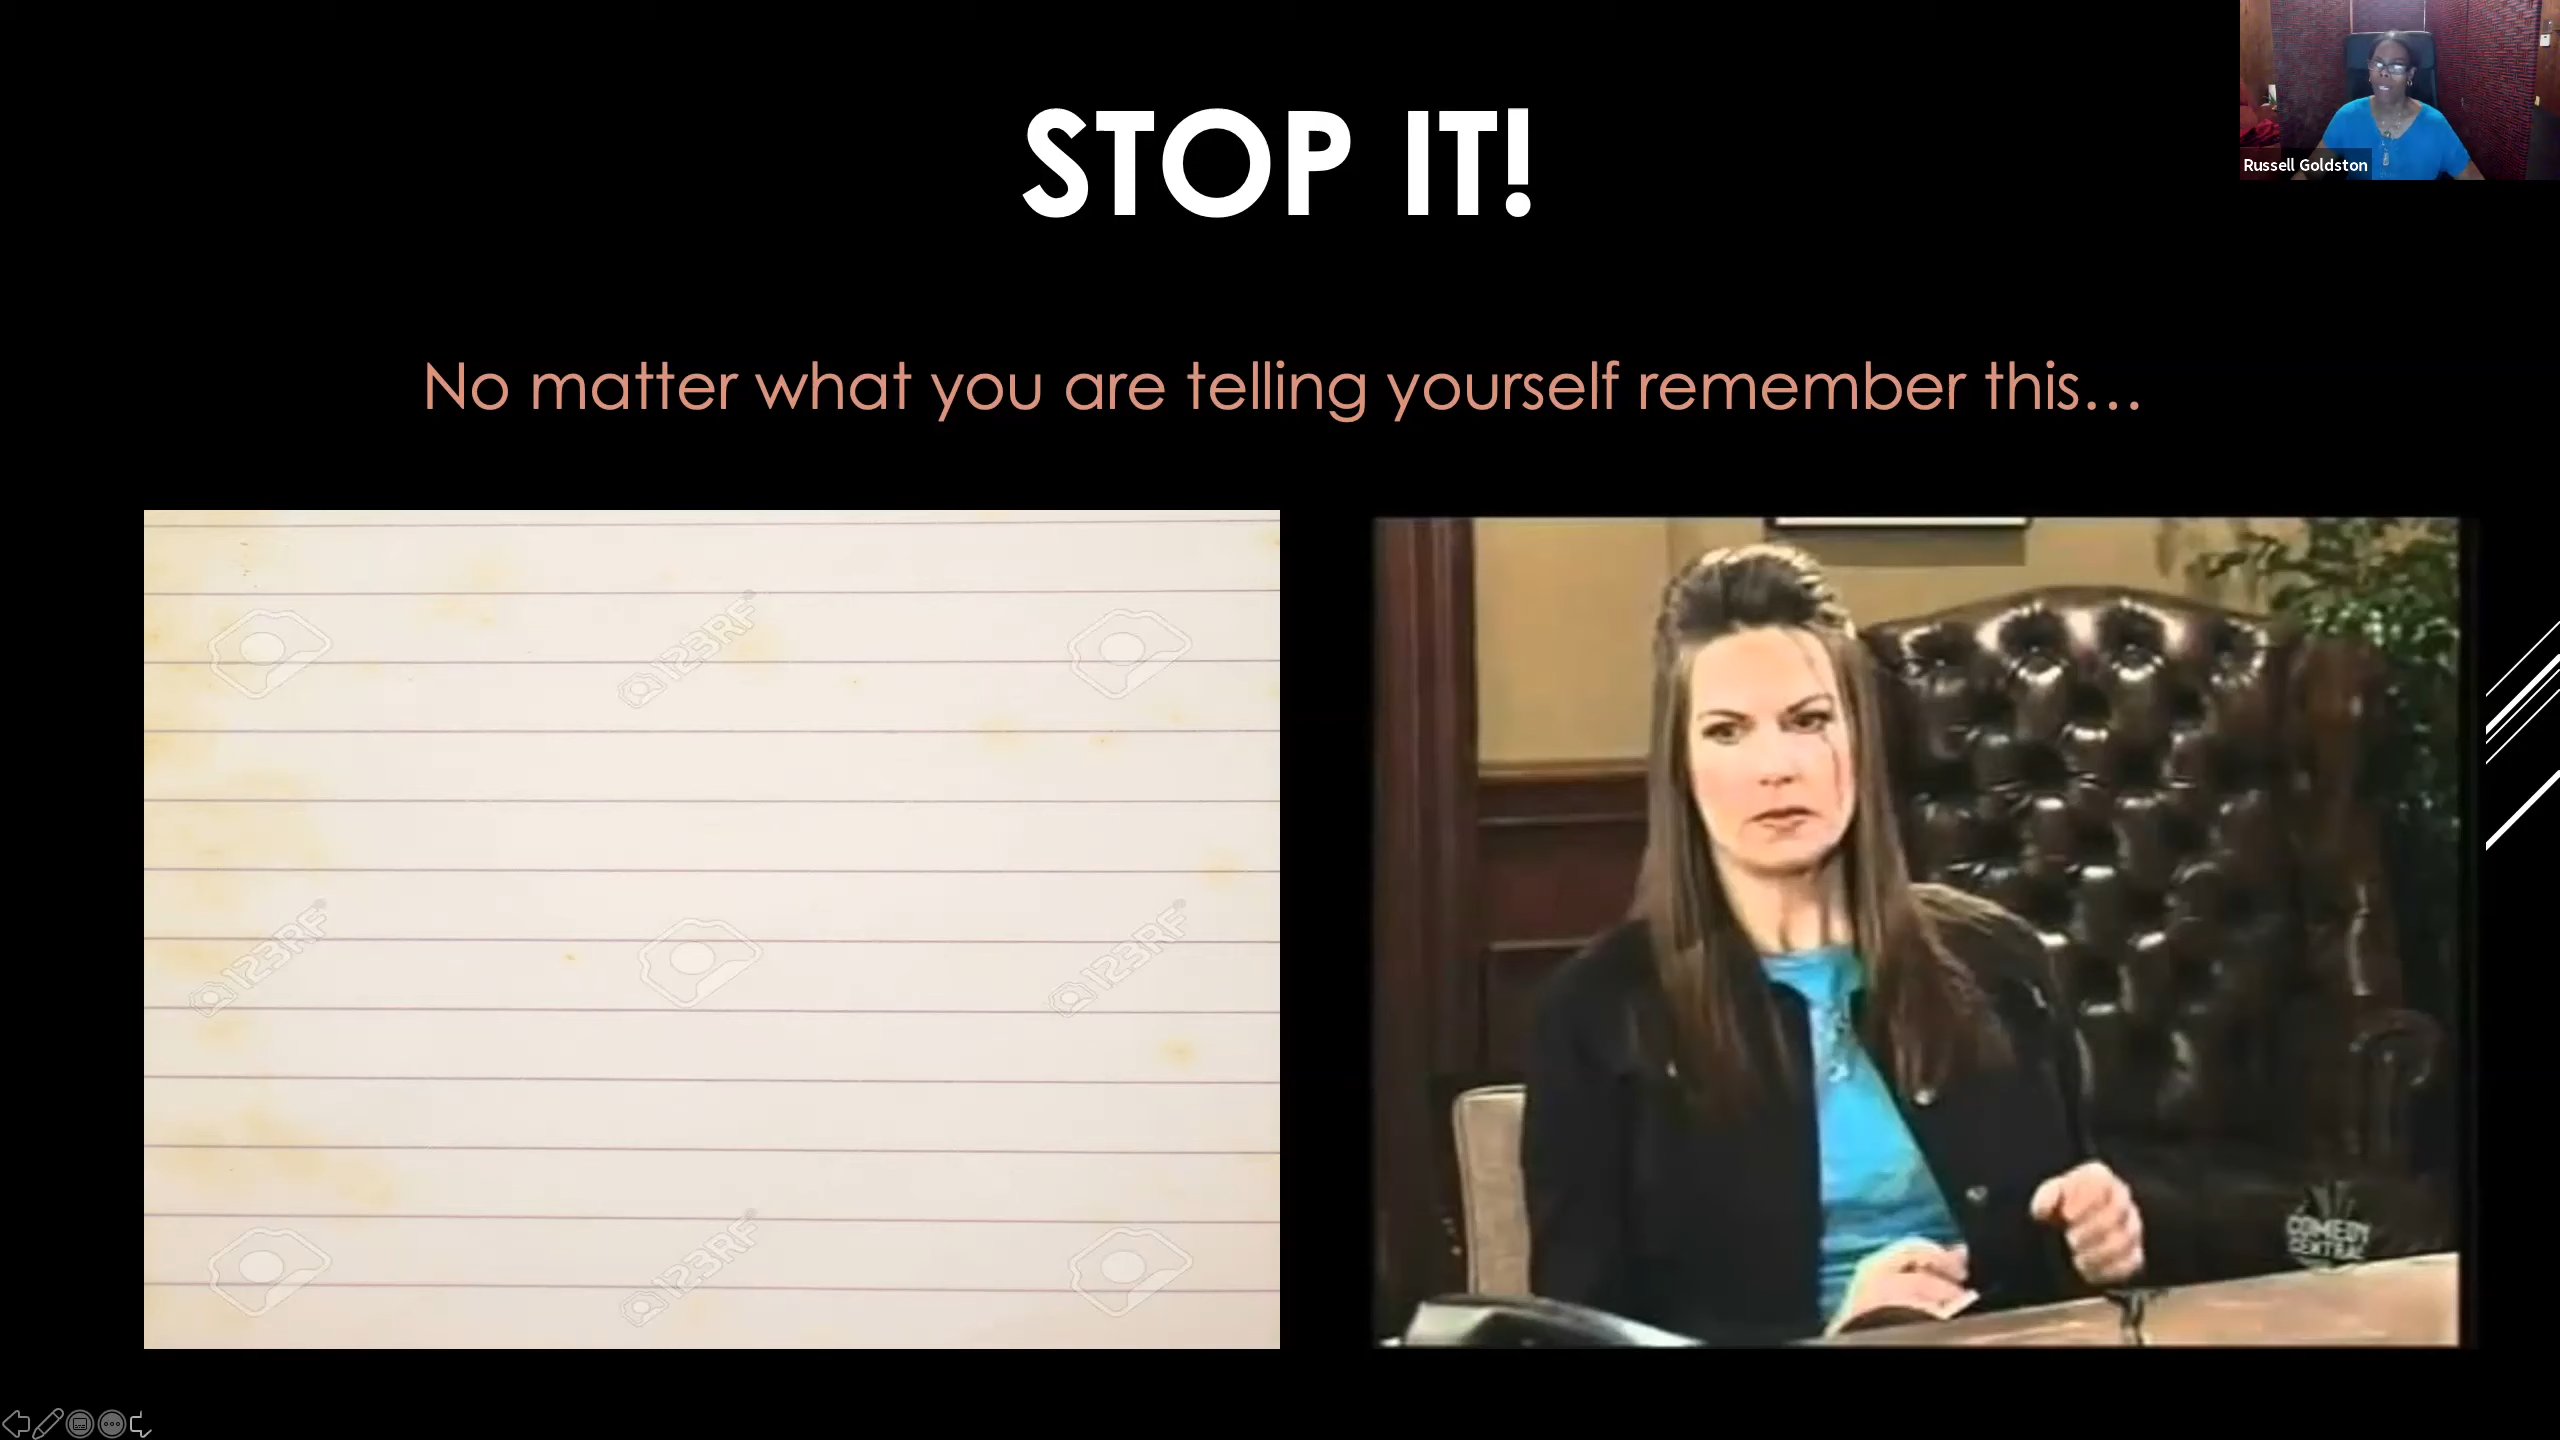 STOP IT!
Russell Goldston
No matter what you are telling yourself remember this...
123RF
123RF
123RF
123RF
COMEDY
CENTRAL